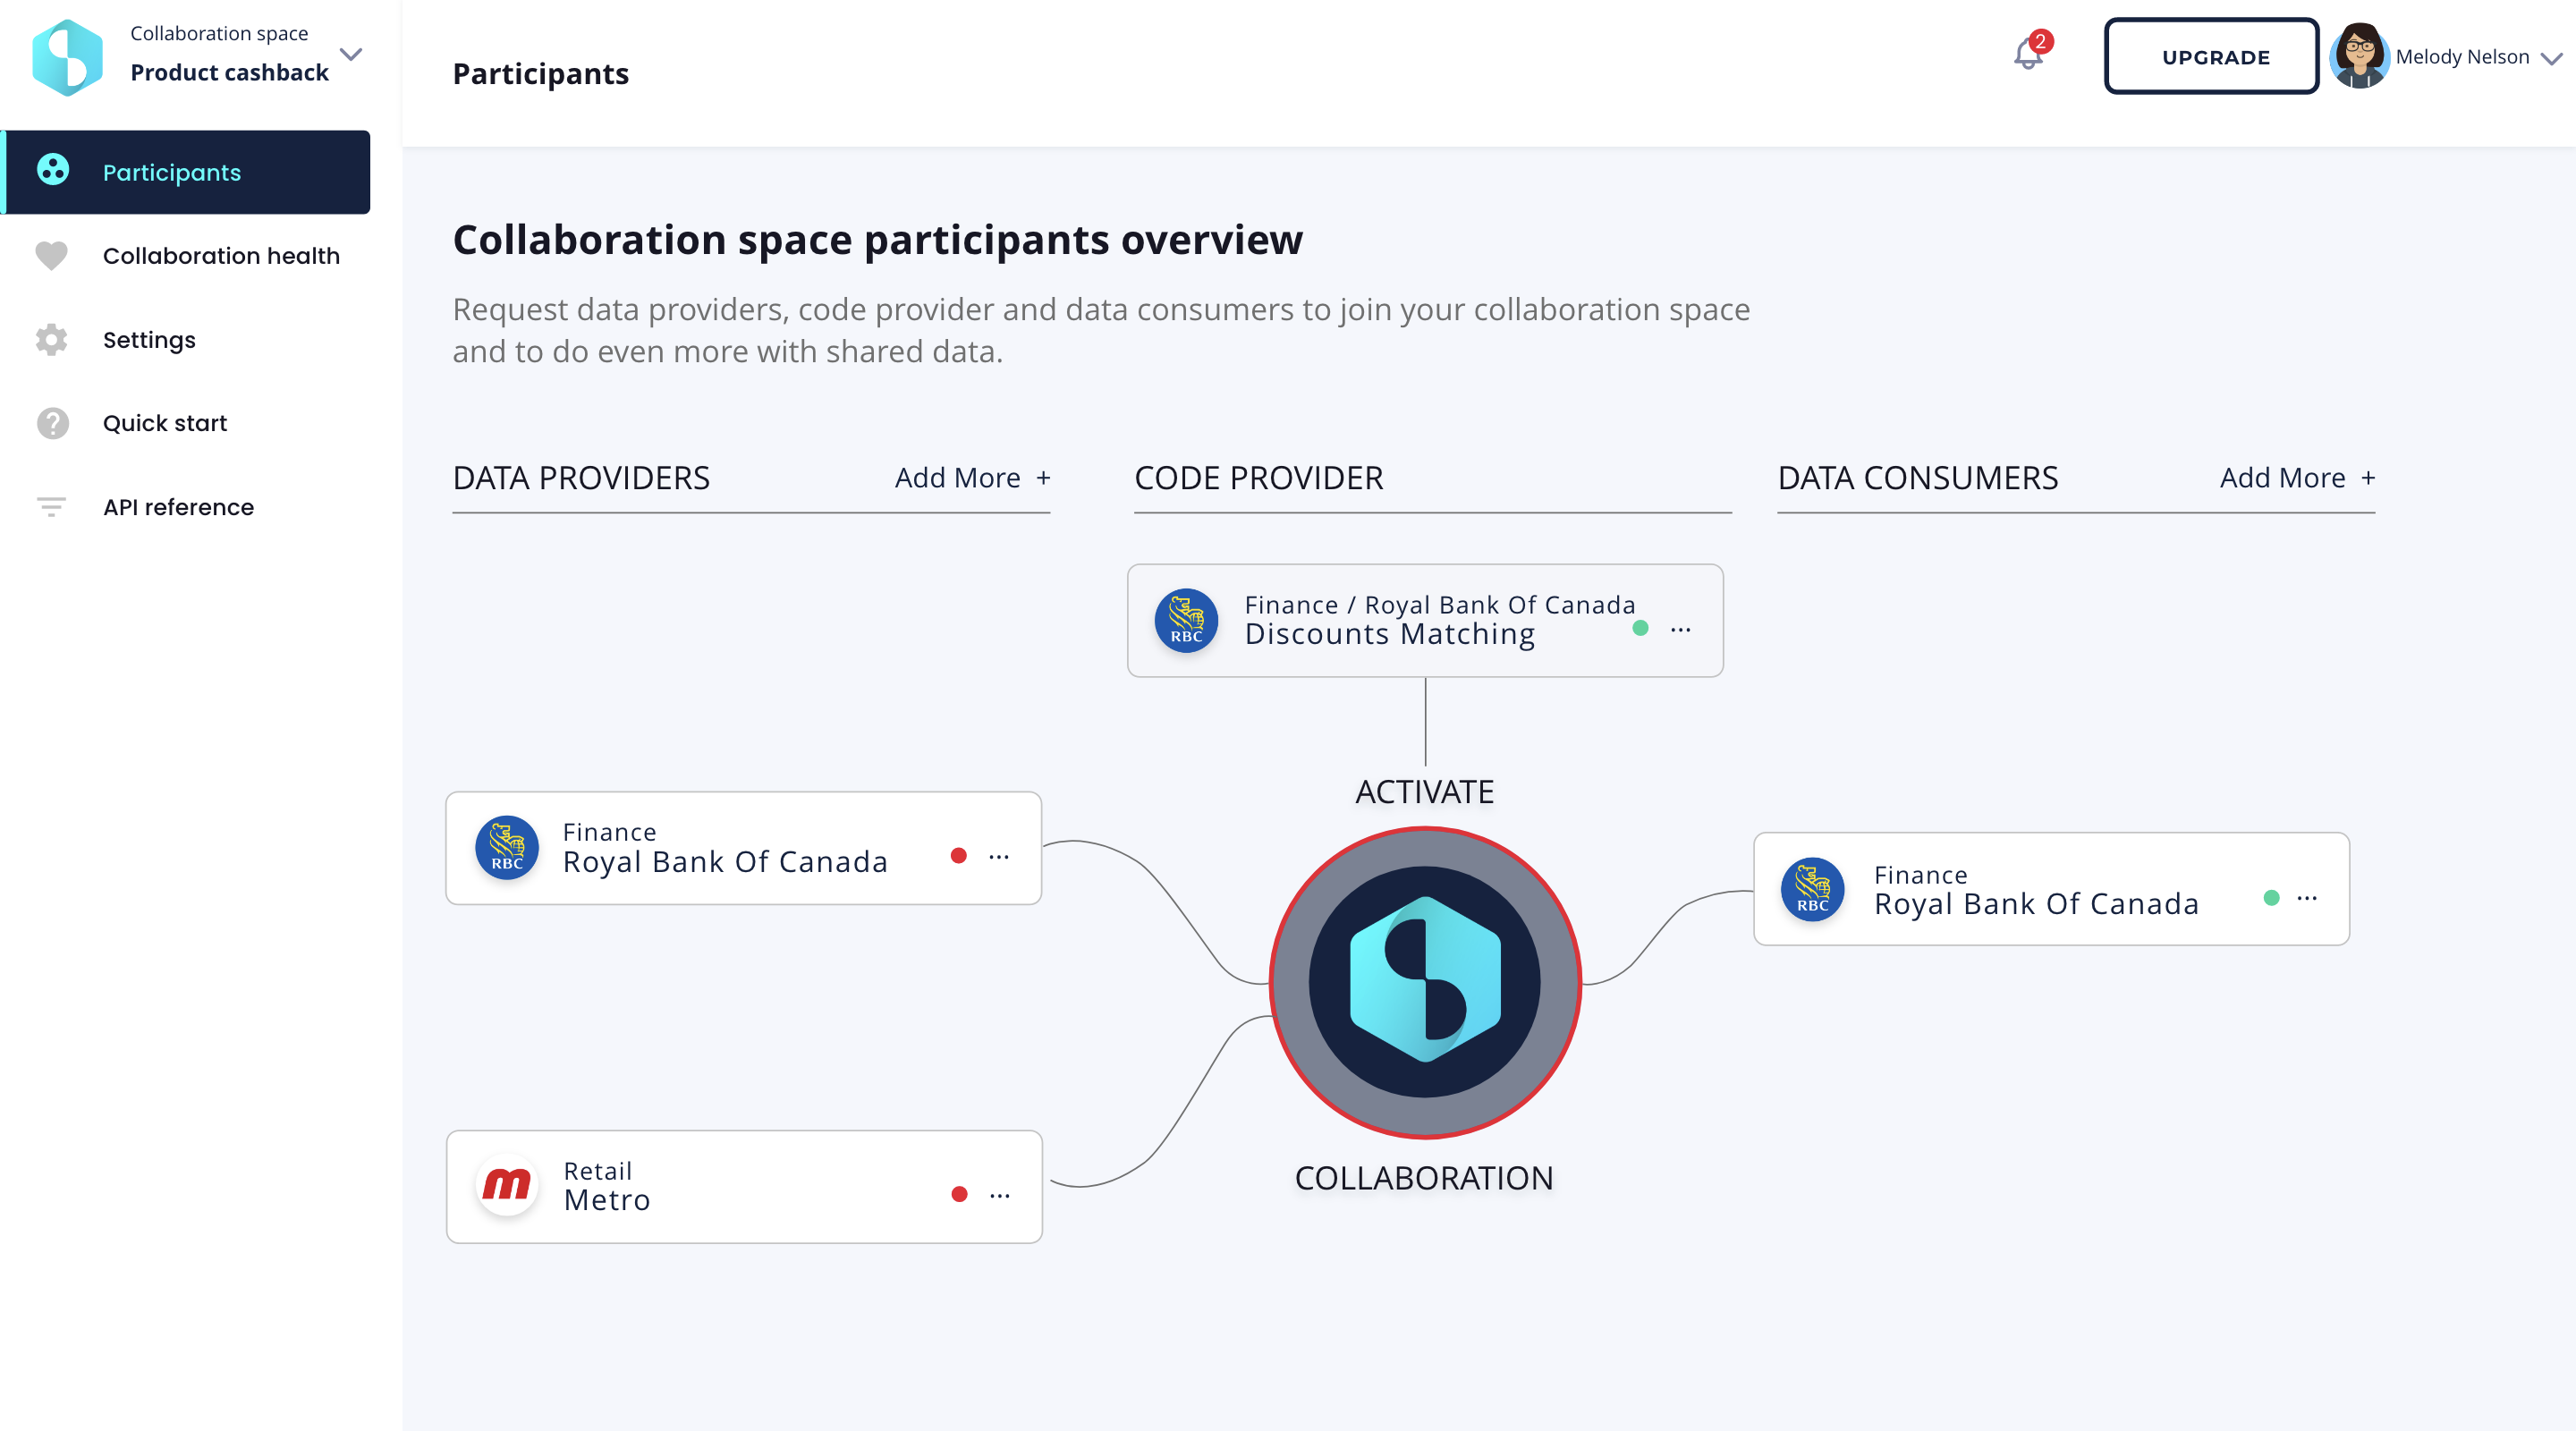 Collaboration space
Product cashback
Participants
Collaboration health
Settings
Quick start
API reference
Participants
2
UPGRADE
Melody Nelson
Collaboration space participants overview
Request data providers, code provider and data consumers to join your collaboration space
and to do even more with shared data.
DATA PROVIDERS
Add More +
CODE PROVIDER
DATA CONSUMERS
Add More +
RBC
Finance / Royal Bank Of Canada
Discounts Matching
...
ACTIVATE
RBC
Finance
Royal Bank Of Canada
...
RBC
Finance
Royal Bank Of Canada
...
m
Retail
Metro
...
COLLABORATION